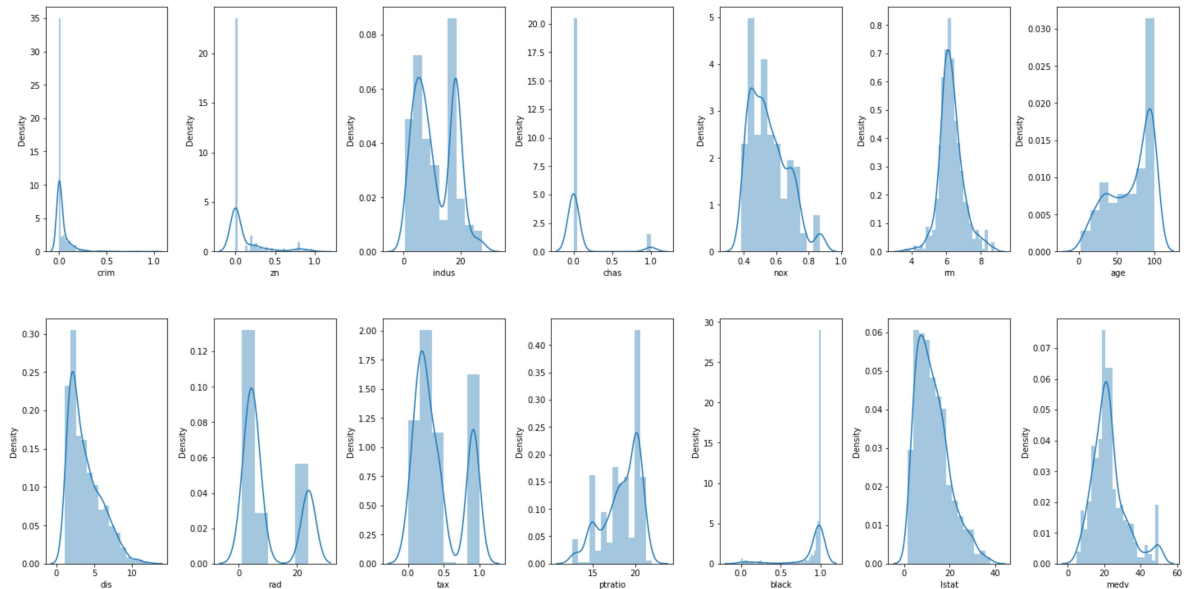 Density
35
30
25
20
15
10
5
0
0.0 0.5 1.0
crim
Density
20
15
10
5
0
0.0 0.5 1.0
zn
Density
0.08
0.06
0.04
0.02
0.00
0 20
indus
Density
20.0
17.5
15.0
12.5
10.0
7.5
5.0
2.5
0.0
0.0 0.5 1.0
chas
Density
5
4
3
2
1
0
0.4 0.6 0.8 1.0
nox
Density
0.8
0.7
0.6
0.5
0.4
0.3
0.2
0.1
0.0
4 6 8
rm
Density
0.030
0.025
0.020
0.015
0.010
0.005
0.000
0 50 100
age
Density
0.30
0.25
0.20
0.15
0.10
0.05
0.00
0 5 10
dis
Density
0.12
0.10
0.08
0.06
0.04
0.02
0.00
0 20
rad
Density
2.00
1.75
1.50
1.25
1.00
0.75
0.50
0.25
0.00
0.0 0.5 1.0
tax
Density
0.40
0.35
0.30
0.25
0.20
0.15
0.10
0.05
0.00
15 20
ptratio
Density
30
25
20
15
10
5
0
0.0 0.5 1.0
black
Density
0.06
0.05
0.04
0.03
0.02
0.01
0.00
0 20 40
lstat
Density
0.07
0.06
0.05
0.04
0.03
0.02
0.01
0.00
0 20 40 60
medv